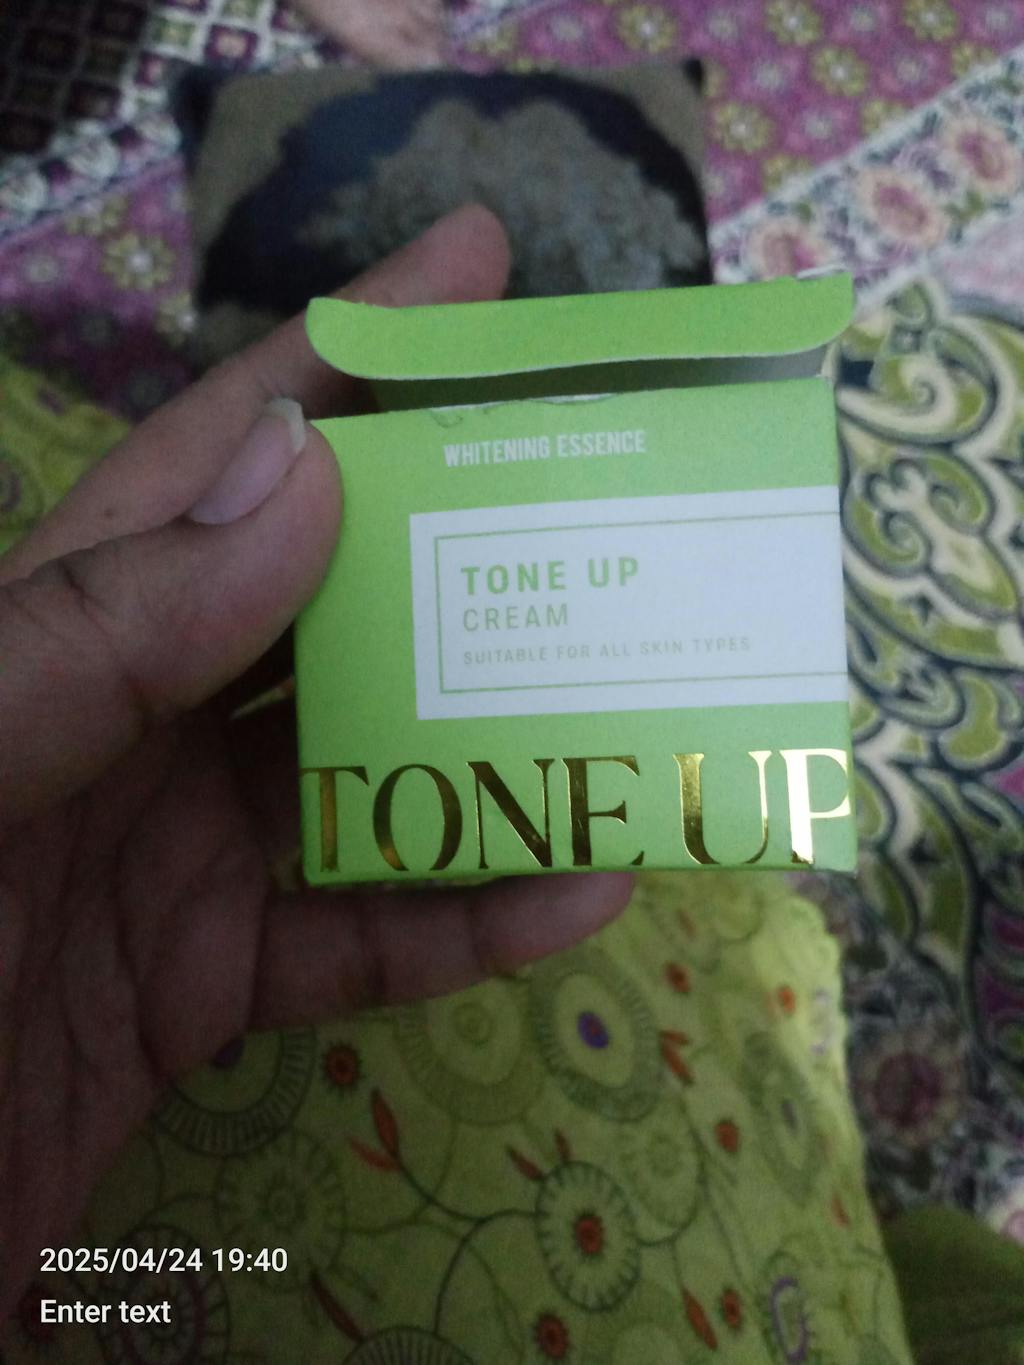 WHITENING ESSENCE
TONE UP
CREAM
SUITABLE FOR ALL SKIN TYPES
TONE UP
2025/04/24 19:40
Enter text